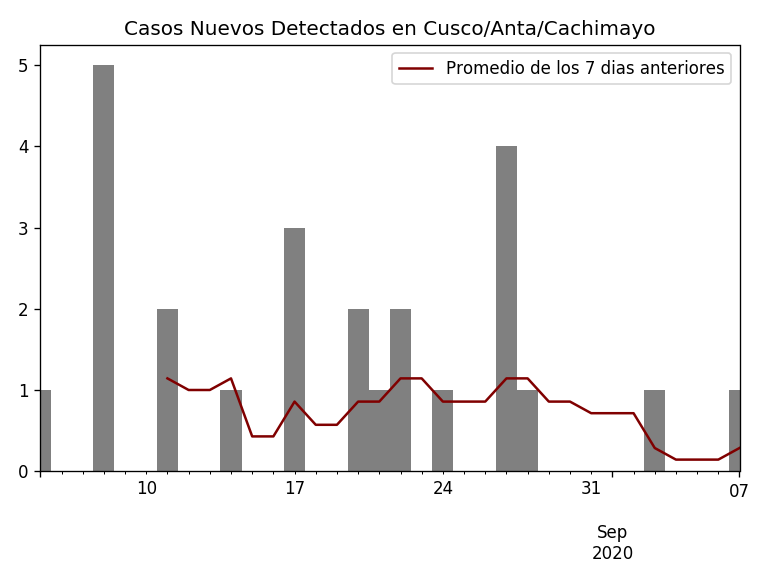 Casos Nuevos Detectados en Cusco/Anta/Cachimayo
Promedio de los 7 dias anteriores
5
4
3
2
1
0
10 17 24 31 07
Sep
2020